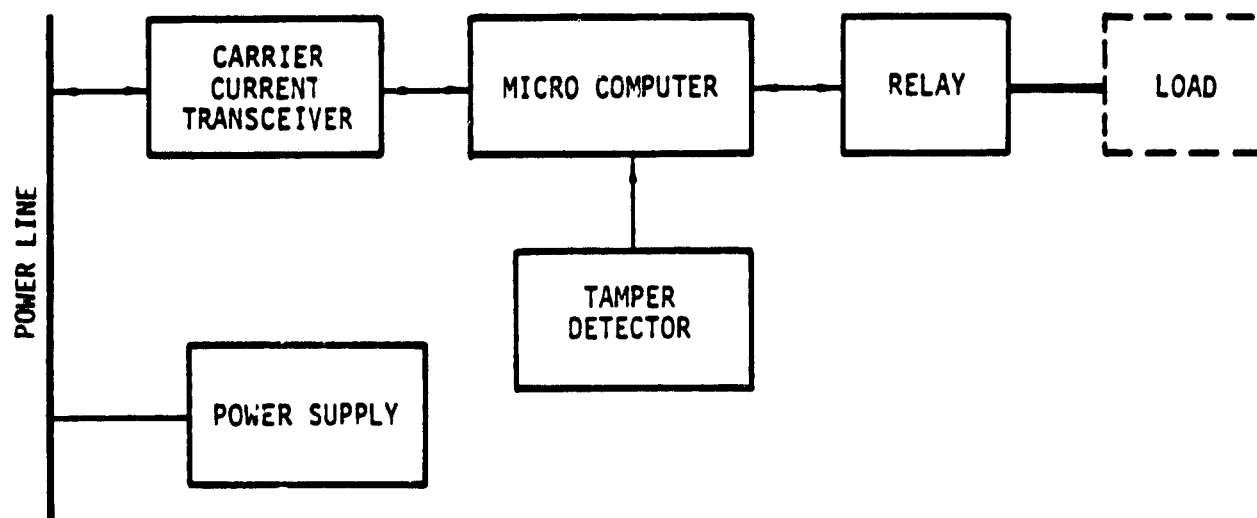 CARRIER
CURRENT
TRANSCEIVER
MICRO COMPUTER
RELAY
LOAD
POWER LINE
TAMPER
DETECTOR
POWER SUPPLY